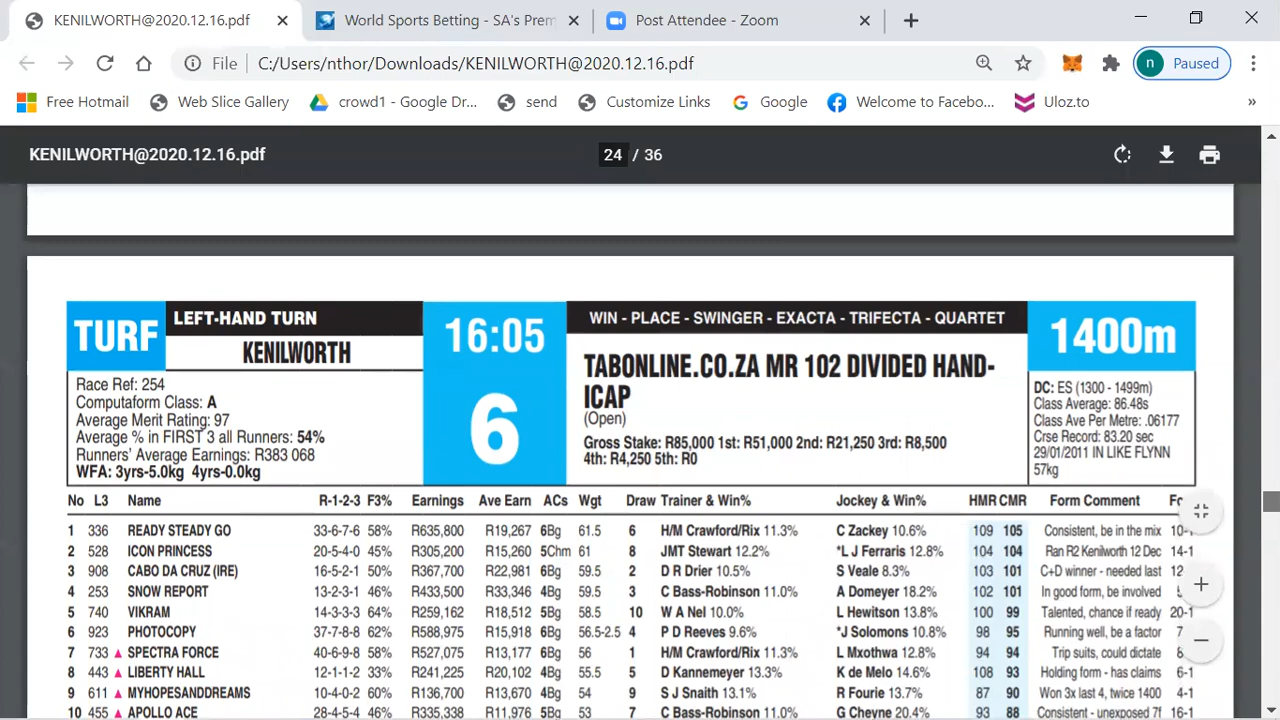 KENILWORTH@2020.12.16.pdf
World Sports Betting - SA's Prem
Post Attendee - Zoom
File C:/Users/nthor/Downloads/KENILWORTH@2020.12.16.pdf n Paused
Free Hotmail Web Slice Gallery crowd1 - Google Dr... send Customize Links Google Welcome to Facebo... Uloz.to »
KENILWORTH@2020.12.16.pdf 24 / 36
TURF LEFT-HAND TURN
KENILWORTH
Race Ref: 254
Computaform Class: A
Average Merit Rating: 97
Average % in FIRST 3 all Runners: 54%
Runners' Average Earnings: R383 068
WFA: 3yrs-5.0kg 4yrs-0.0kg
16:05
6
WIN - PLACE - SWINGER - EXACTA - TRIFECTA - QUARTET
TABONLINE.CO.ZA MR 102 DIVIDED HAND-
ICAP
(Open)
Gross Stake: R85,000 1st: R51,000 2nd: R21,250 3rd: R8,500
4th: R4,250 5th: R0
1400m
DC: ES (1300 - 1499m)
Class Average: 86.48s
Class Ave Per Metre: .06177
Crse Record: 83.20 sec
29/01/2011 IN LIKE FLYNN
57kg
No L3 Name R-1-2-3 F3% Earnings Ave Earn ACs Wgt Draw Trainer & Win% Jockey & Win% HMR CMR Form Comment Fo
1 336 READY STEADY GO 33-6-7-6 58% R635,800 R19,267 6Bg 61.5 6 H/M Crawford/Rix 11.3% C Zackey 10.6% 109 105 Consistent, be in the mix 10-1
2 528 ICON PRINCESS 20-5-4-0 45% R305,200 R15,260 5Chm 61 8 JMT Stewart 12.2% *L J Ferraris 12.8% 104 104 Ran R2 Kenilworth 12 Dec 14-1
3 908 CABO DA CRUZ (IRE) 16-5-2-1 50% R367,700 R22,981 6Bg 59.5 2 D R Drier 10.5% S Veale 8.3% 103 101 C+D winner - needed last 12
4 253 SNOW REPORT 13-2-3-1 46% R433,500 R33,346 4Bg 59.5 3 C Bass-Robinson 11.0% A Domeyer 18.2% 102 101 In good form, be involved
5 740 VIKRAM 14-3-3-3 64% R259,162 R18,512 5Bg 58.5 10 W A Nel 10.0% L Hewitson 13.8% 100 99 Talented, chance if ready 20-1
6 923 PHOTOCOPY 37-7-8-8 62% R588,975 R15,918 6Bg 56.5-2.5 4 P D Reeves 9.6% *J Solomons 10.8% 98 95 Running well, be a factor 7
7 733 ▲ SPECTRA FORCE 40-6-9-8 58% R527,075 R13,177 6Bg 56 1 H/M Crawford/Rix 11.3% L Mxothwa 12.8% 94 94 Trip suits, could dictate 8
8 443 ▲ LIBERTY HALL 12-1-1-2 33% R241,225 R20,102 4Bg 55.5 5 D Kannemeyer 13.3% K de Melo 14.6% 108 93 Holding form - has claims 6-1
9 611 ▲ MYHOPESANDDREAMS 10-4-0-2 60% R136,700 R13,670 4Bg 54 9 S J Snaith 13.1% R Fourie 13.7% 87 90 Won 3x last 4, twice 1400 4-1
10 455 ▲ APOLLO ACE 28-4-5-4 46% R335,338 R11,976 5Bg 53 7 C Bass-Robinson 11.0% G Cheyne 20.4% 93 88 Consistent - unexposed 7f 16-1